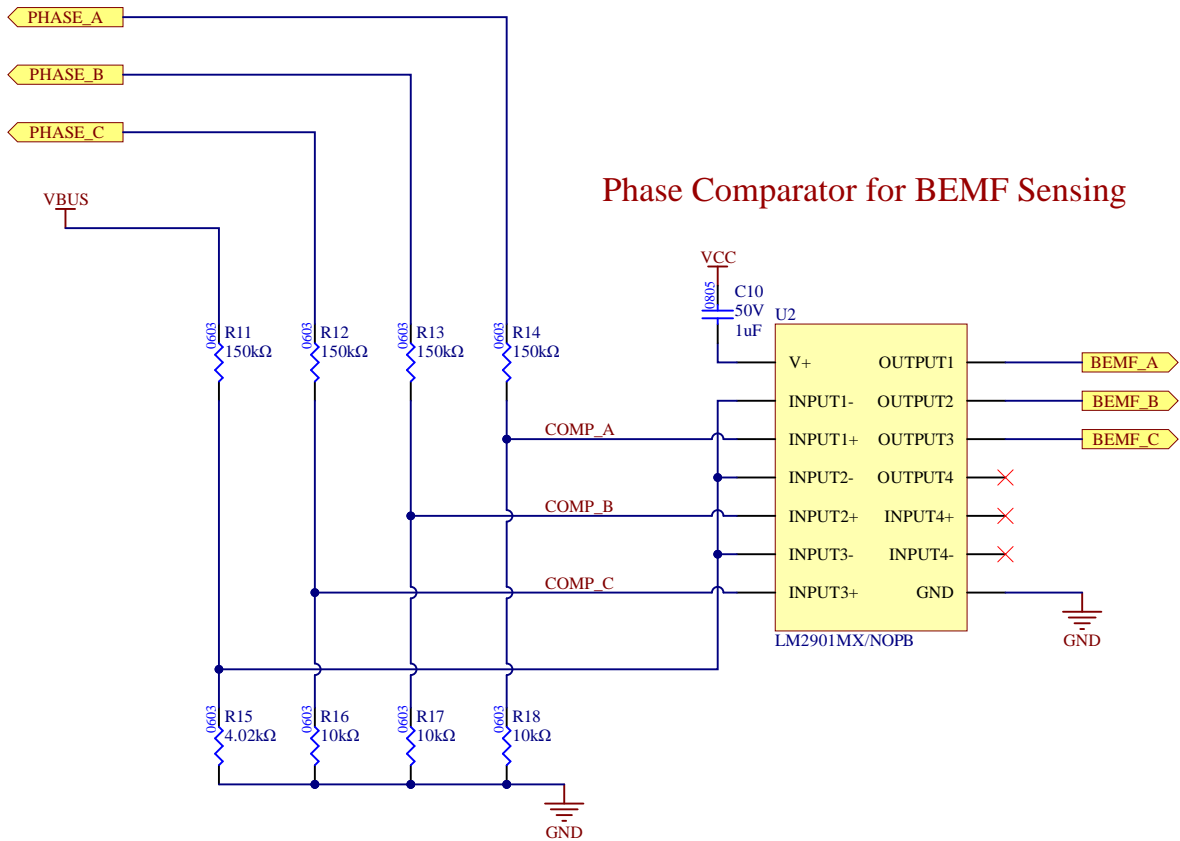 PHASE_A
PHASE_B
PHASE_C
VBUS
Phase Comparator for BEMF Sensing
VCC
0805
C10
50V
1uF
U2
0603
R11
150kΩ
0603
R12
150kΩ
0603
R13
150kΩ
0603
R14
150kΩ
V+
OUTPUT1
BEMF_A
INPUT1-
OUTPUT2
BEMF_B
COMP_A
INPUT1+
OUTPUT3
BEMF_C
INPUT2-
OUTPUT4
COMP_B
INPUT2+
INPUT4+
INPUT3-
INPUT4-
COMP_C
INPUT3+
GND
LM2901MX/NOPB
GND
0603
R15
4.02kΩ
0603
R16
10kΩ
0603
R17
10kΩ
0603
R18
10kΩ
GND